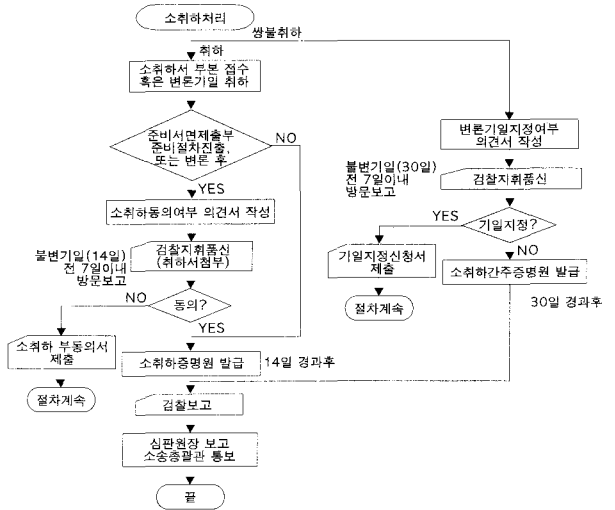 소취하처리
쌍불취하
취하
소취하서 부본 접수
혹은 변론기일 취하
준비서면제출부
준비절차진출,
또는 변론 후
NO
YES
소취하동의여부 의견서 작성
불변기일(14일)
전 7일이내
방문보고
검찰지휘품신
(취하서첨부)
동의?
NO
YES
소취하 부동의서
제출
절차계속
소취하증명원 발급
14일 경과후
변론기일지정여부
의견서 작성
불변기일(30일)
전 7일이내
방문보고
검찰지휘품신
YES
기일지정?
NO
기일지정신청서
제출
절차계속
소취하간주증명원 발급
30일 경과후
검찰보고
심판원장 보고
소송총괄관 통보
끝